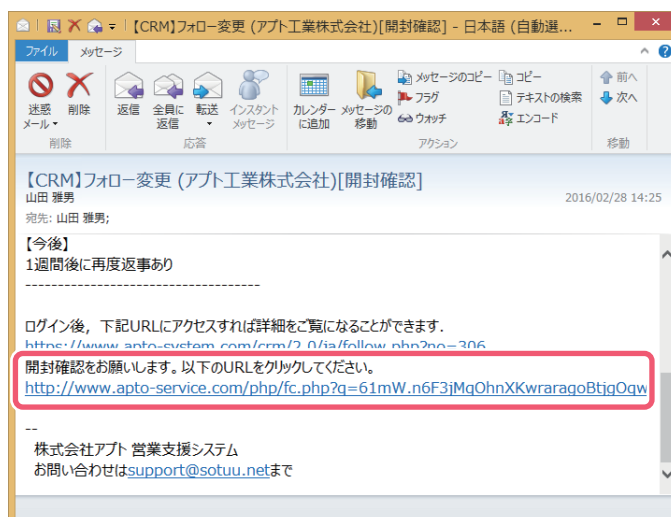 【CRM】フォロー変更 (アプト工業株式会社)[開封確認] - 日本語 (自動選...
ファイル メッセージ
迷惑メール
削除
返信
全員に返信
転送
インスタント メッセージ
カレンダーに追加
メッセージの移動
メッセージのコピー
フラグ
ウォッチ
コピー
テキストの検索
エンコード
前へ
次へ
削除 応答 アクション 移動
【CRM】フォロー変更 (アプト工業株式会社)[開封確認]
山田 雅男 2016/02/28 14:25
宛先: 山田 雅男;
【今後】
1週間後に再度返事あり
-----------------------------------
ログイン後, 下記URLにアクセスすれば詳細をご覧になることができます.
https://www.apto-system.com/crm/2.0/ja/follow.php?no=306
開封確認をお願いします。以下のURLをクリックしてください。
http://www.apto-service.com/php/fc.php?q=61mW.n6F3jMqOhnXKwraragoBtjgOqw
--
株式会社アプト 営業支援システム
お問い合わせはsupport@sotuu.netまで